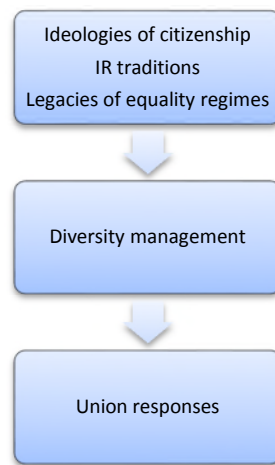 Ideologies of citizenship
IR traditions
Legacies of equality regimes
Diversity management
Union responses